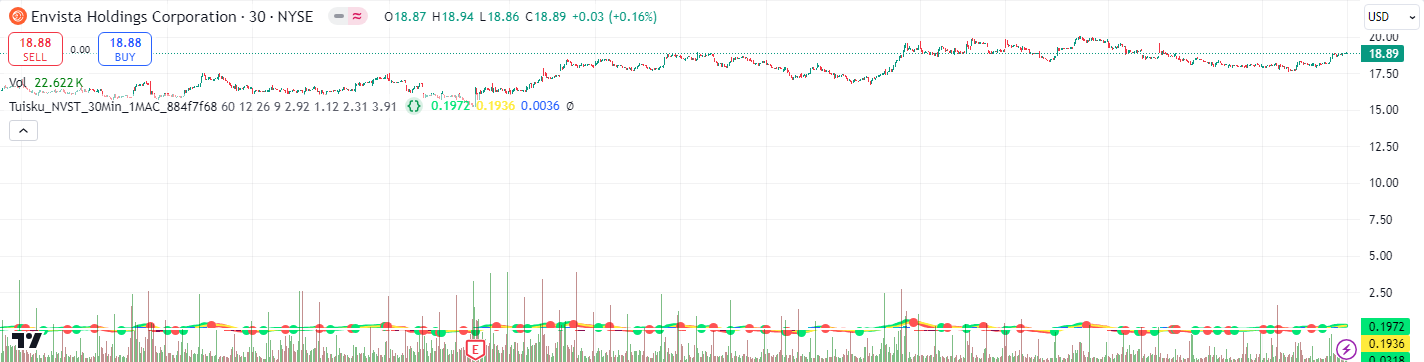 Envista Holdings Corporation · 30 · NYSE O18.87 H18.94 L18.86 C18.89 +0.03 (+0.16%)
USD
20.00
18.88 SELL 0.00 18.88 BUY
18.89
Vol 22.622 K
17.50
Tuisku_NVST_30Min_1MAC_884f7f68 60 12 26 9 2.92 1.12 2.31 3.91 {} 0.1972 0.1936 0.0036 Ø
15.00
12.50
10.00
7.50
5.00
2.50
0.1972
0.1936
E
0.0318